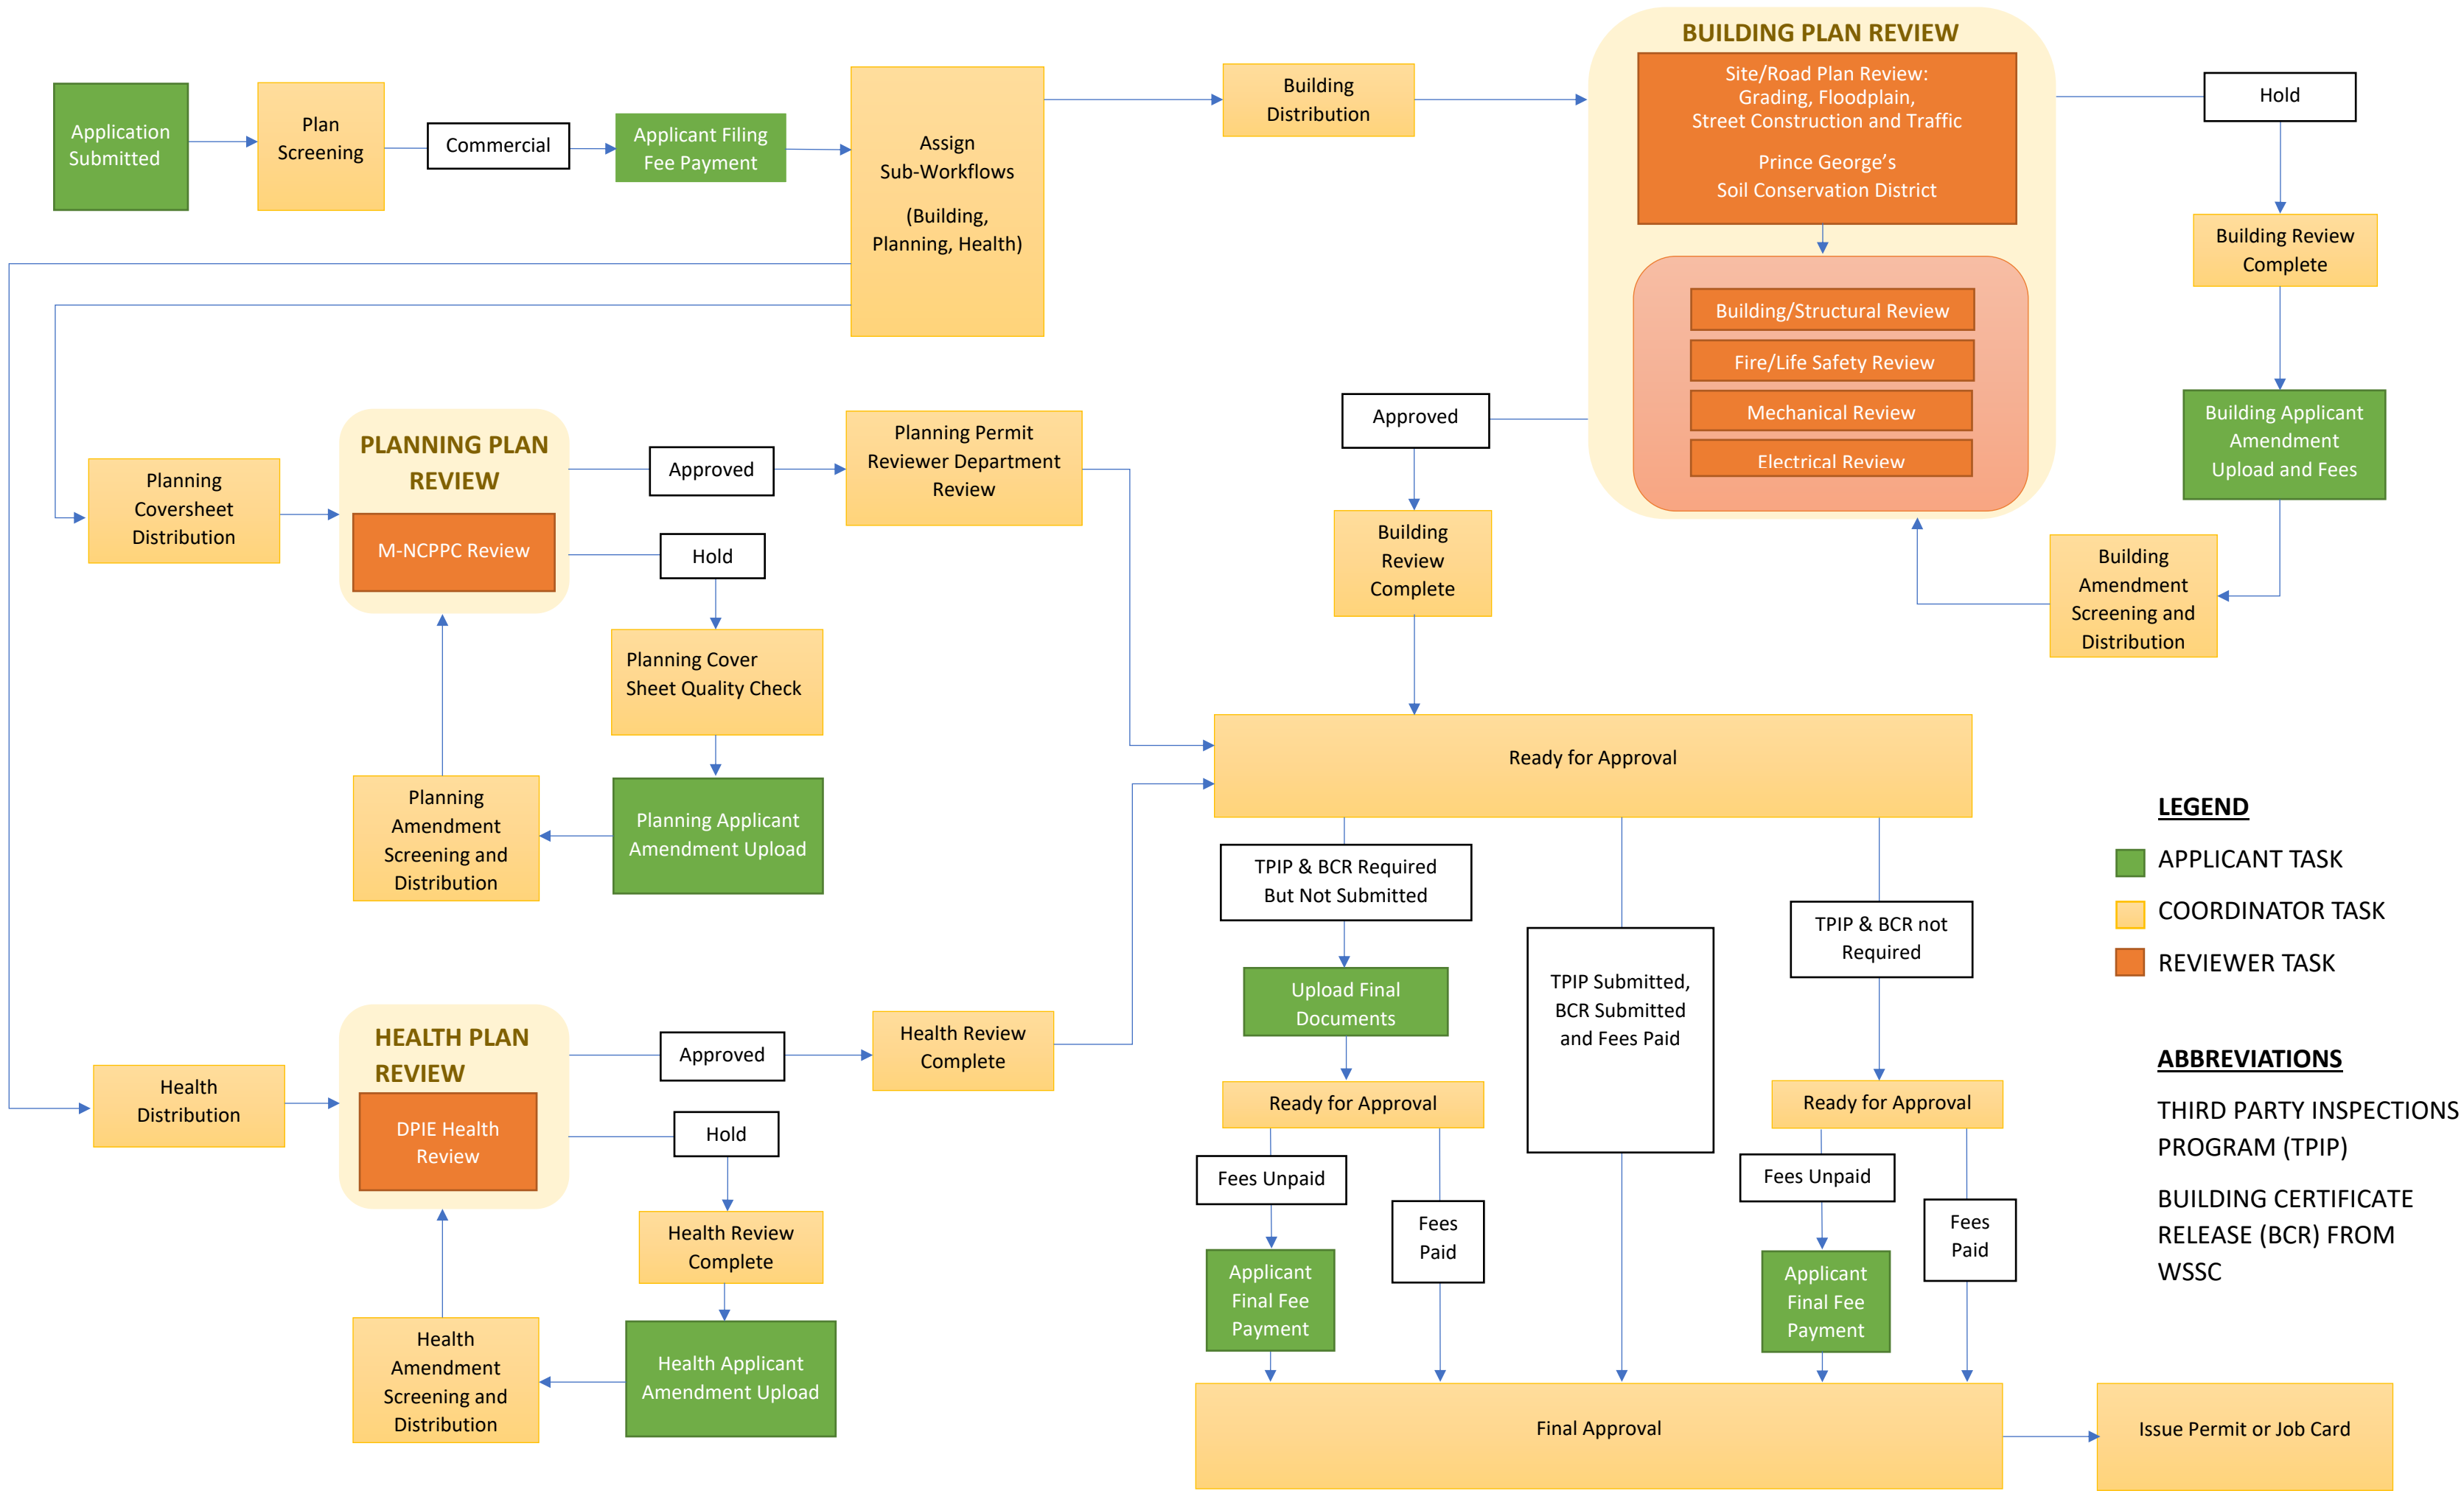 Application
Submitted
Plan
Screening
Commercial
Applicant Filing
Fee Payment
Assign
Sub-Workflows
(Building,
Planning, Health)
Building
Distribution
BUILDING PLAN REVIEW
Site/Road Plan Review:
Grading, Floodplain,
Street Construction and Traffic
Prince George’s
Soil Conservation District
Building/Structural Review
Fire/Life Safety Review
Mechanical Review
Electrical Review
Hold
Building Review
Complete
Building Applicant
Amendment
Upload and Fees
Building
Amendment
Screening and
Distribution
Approved
Building
Review
Complete
Planning
Coversheet
Distribution
PLANNING PLAN
REVIEW
M-NCPPC Review
Approved
Planning Permit
Reviewer Department
Review
Hold
Planning Cover
Sheet Quality Check
Planning Applicant
Amendment Upload
Planning
Amendment
Screening and
Distribution
Health
Distribution
HEALTH PLAN
REVIEW
DPIE Health
Review
Approved
Health Review
Complete
Hold
Health Review
Complete
Health Applicant
Amendment Upload
Health
Amendment
Screening and
Distribution
Ready for Approval
TPIP & BCR Required
But Not Submitted
Upload Final
Documents
Ready for Approval
Fees Unpaid
Applicant
Final Fee
Payment
Fees
Paid
TPIP Submitted,
BCR Submitted
and Fees Paid
TPIP & BCR not
Required
Ready for Approval
Fees Unpaid
Applicant
Final Fee
Payment
Fees
Paid
Final Approval
Issue Permit or Job Card
LEGEND
APPLICANT TASK
COORDINATOR TASK
REVIEWER TASK
ABBREVIATIONS
THIRD PARTY INSPECTIONS
PROGRAM (TPIP)
BUILDING CERTIFICATE
RELEASE (BCR) FROM
WSSC